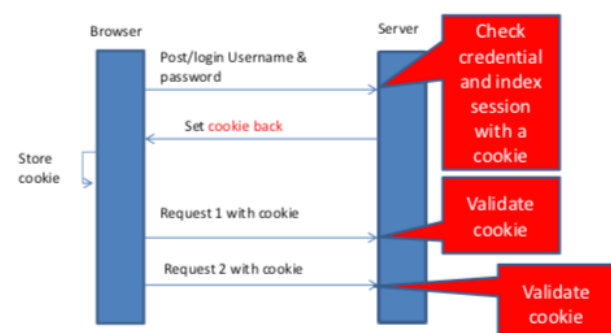 Browser
Server
Post/login Username &
password
Check
credential
and index
session
with a
cookie
Set cookie back
Store
cookie
Request 1 with cookie
Validate
cookie
Request 2 with cookie
Validate
cookie